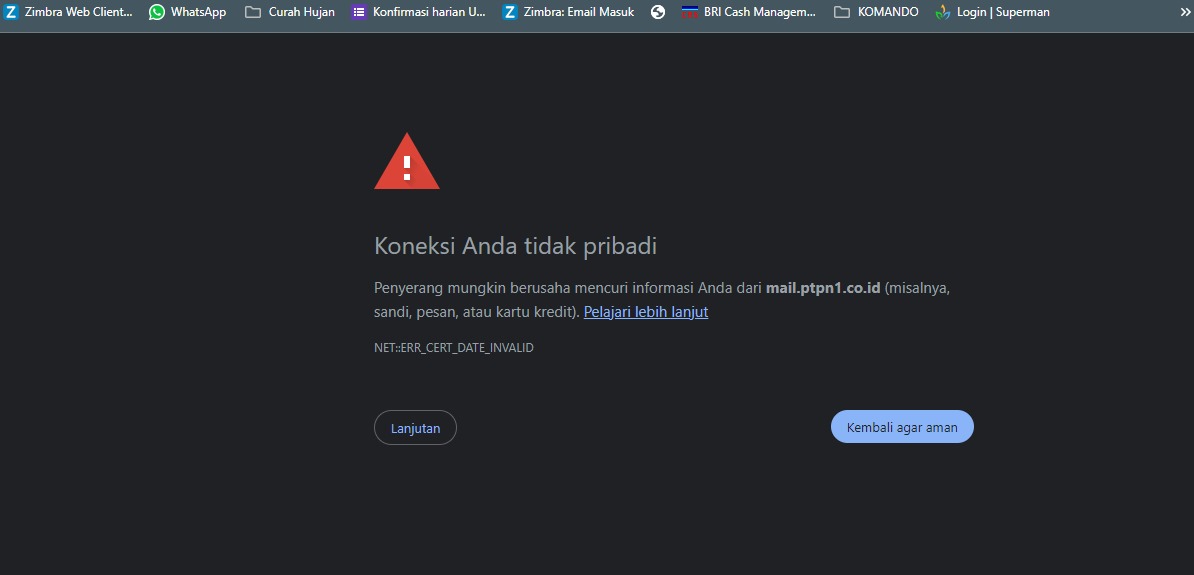 Zimbra Web Client... WhatsApp Curah Hujan Konfirmasi harian U... Zimbra: Email Masuk BRI Cash Managem... KOMANDO Login | Superman »
Koneksi Anda tidak pribadi
Penyerang mungkin berusaha mencuri informasi Anda dari mail.ptpn1.co.id (misalnya,
sandi, pesan, atau kartu kredit). Pelajari lebih lanjut
NET::ERR_CERT_DATE_INVALID
Lanjutan Kembali agar aman